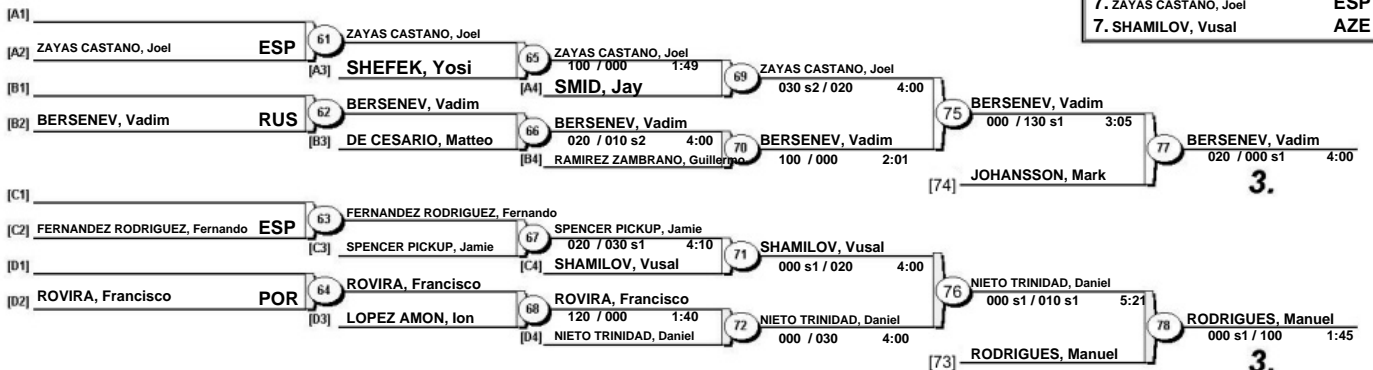 7. ZAYAS CASTANO, Joel ESP
7. SHAMILOV, Vusal AZE
[A1]
[A2] ZAYAS CASTANO, Joel ESP
61
ZAYAS CASTANO, Joel
[A3] SHEFEK, Yosi
65
ZAYAS CASTANO, Joel
100 / 000 1:49
[A4] SMID, Jay
69
ZAYAS CASTANO, Joel
030 s2 / 020 4:00
[B1]
[B2] BERSENEV, Vadim RUS
62
BERSENEV, Vadim
[B3] DE CESARIO, Matteo
66
BERSENEV, Vadim
020 / 010 s2 4:00
[B4] RAMIREZ ZAMBRANO, Guillermo
70
BERSENEV, Vadim
100 / 000 2:01
75
BERSENEV, Vadim
000 / 130 s1 3:05
[74] JOHANSSON, Mark
77
BERSENEV, Vadim
020 / 000 s1 4:00
3.
[C1]
[C2] FERNANDEZ RODRIGUEZ, Fernando ESP
63
FERNANDEZ RODRIGUEZ, Fernando
[C3] SPENCER PICKUP, Jamie
67
SPENCER PICKUP, Jamie
020 / 030 s1 4:10
[C4] SHAMILOV, Vusal
71
SHAMILOV, Vusal
000 s1 / 020 4:00
[D1]
[D2] ROVIRA, Francisco POR
64
ROVIRA, Francisco
[D3] LOPEZ AMON, Ion
68
ROVIRA, Francisco
120 / 000 1:40
[D4] NIETO TRINIDAD, Daniel
72
NIETO TRINIDAD, Daniel
000 / 030 4:00
76
NIETO TRINIDAD, Daniel
000 s1 / 010 s1 5:21
[73] RODRIGUES, Manuel
78
RODRIGUES, Manuel
000 s1 / 100 1:45
3.